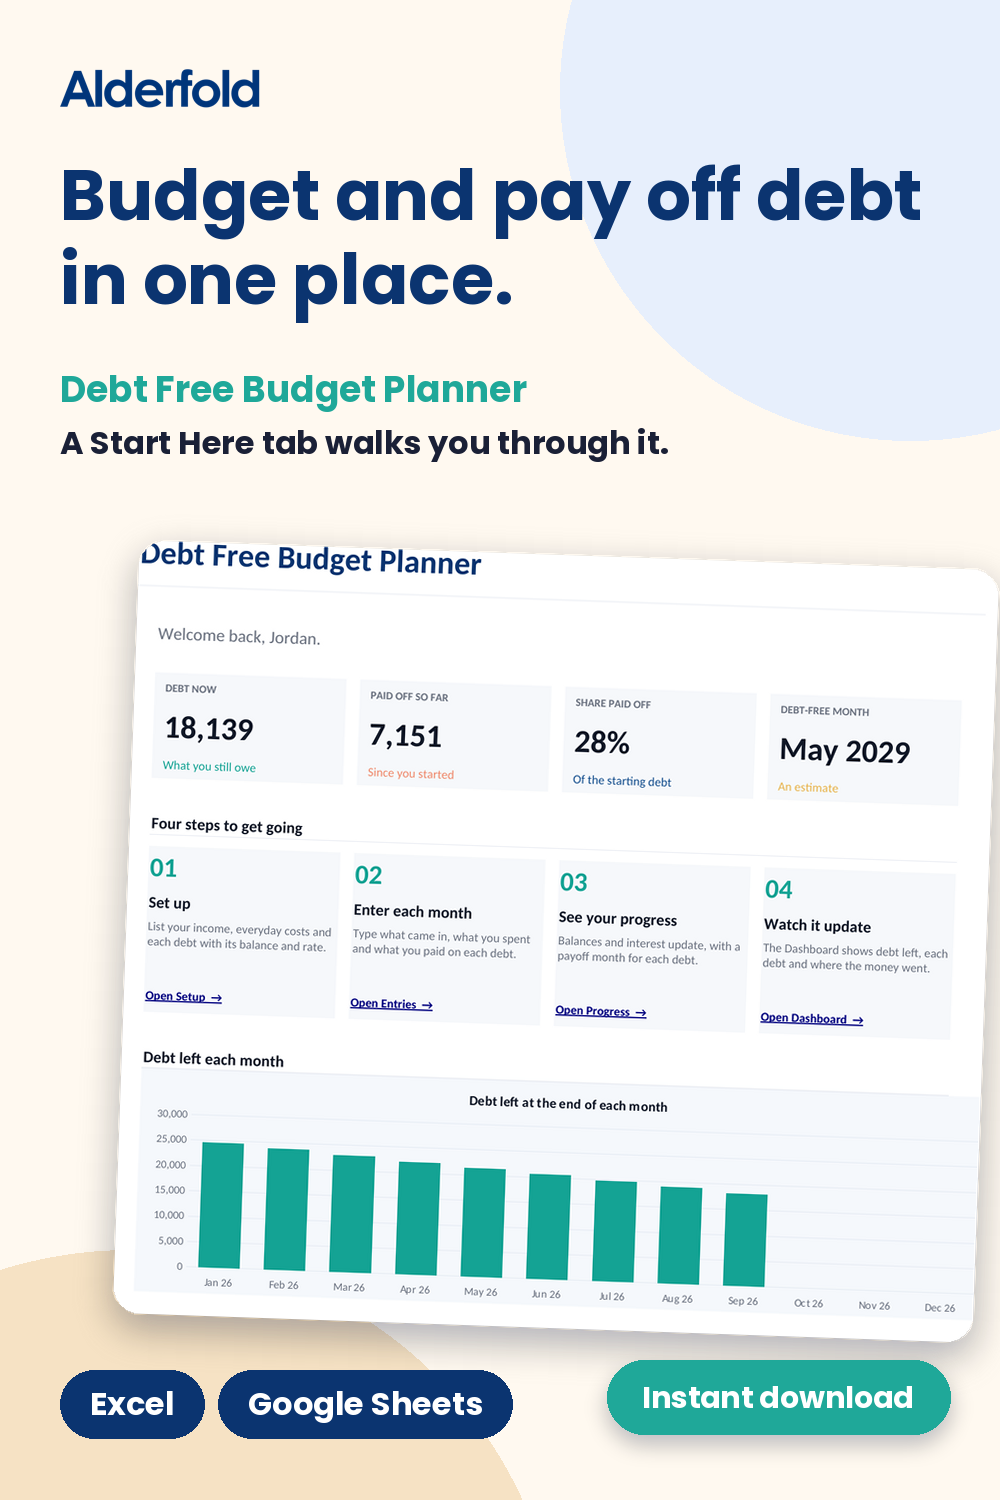 Alderfold
Budget and pay off debt
in one place.
Debt Free Budget Planner
A Start Here tab walks you through it.
Debt Free Budget Planner
Welcome back, Jordan.
DEBT NOW
18,139
What you still owe
PAID OFF SO FAR
7,151
Since you started
SHARE PAID OFF
28%
Of the starting debt
DEBT-FREE MONTH
May 2029
An estimate
Four steps to get going
01
Set up
List your income, everyday costs and
each debt with its balance and rate.
Open Setup →
02
Enter each month
Type what came in, what you spent
and what you paid on each debt.
Open Entries →
03
See your progress
Balances and interest update, with a
payoff month for each debt.
Open Progress →
04
Watch it update
The Dashboard shows debt left, each
debt and where the money went.
Open Dashboard →
Debt left each month
Debt left at the end of each month
30,000
25,000
20,000
15,000
10,000
5,000
0
Jan 26 Feb 26 Mar 26 Apr 26 May 26 Jun 26 Jul 26 Aug 26 Sep 26 Oct 26 Nov 26 Dec 26
Excel
Google Sheets
Instant download